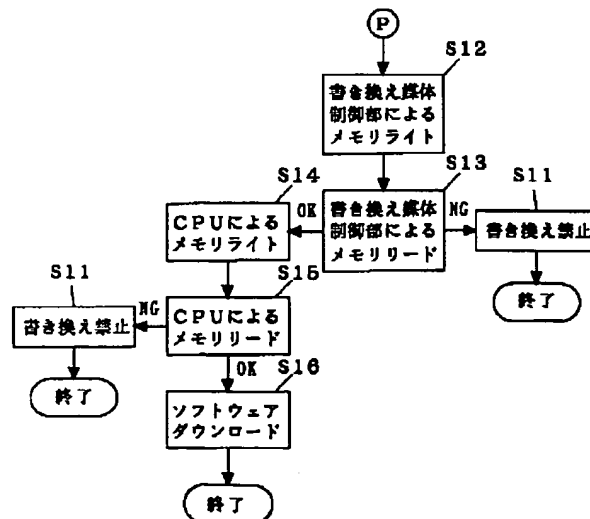 P
S12
書き換え媒体
制御部による
メモリライト
S13
書き換え媒体
制御部による
メモリリード
OK
NG
S11
書き換え禁止
終了
S14
CPUによる
メモリライト
S15
CPUによる
メモリリード
NG
S11
書き換え禁止
終了
OK
S16
ソフトウェア
ダウンロード
終了